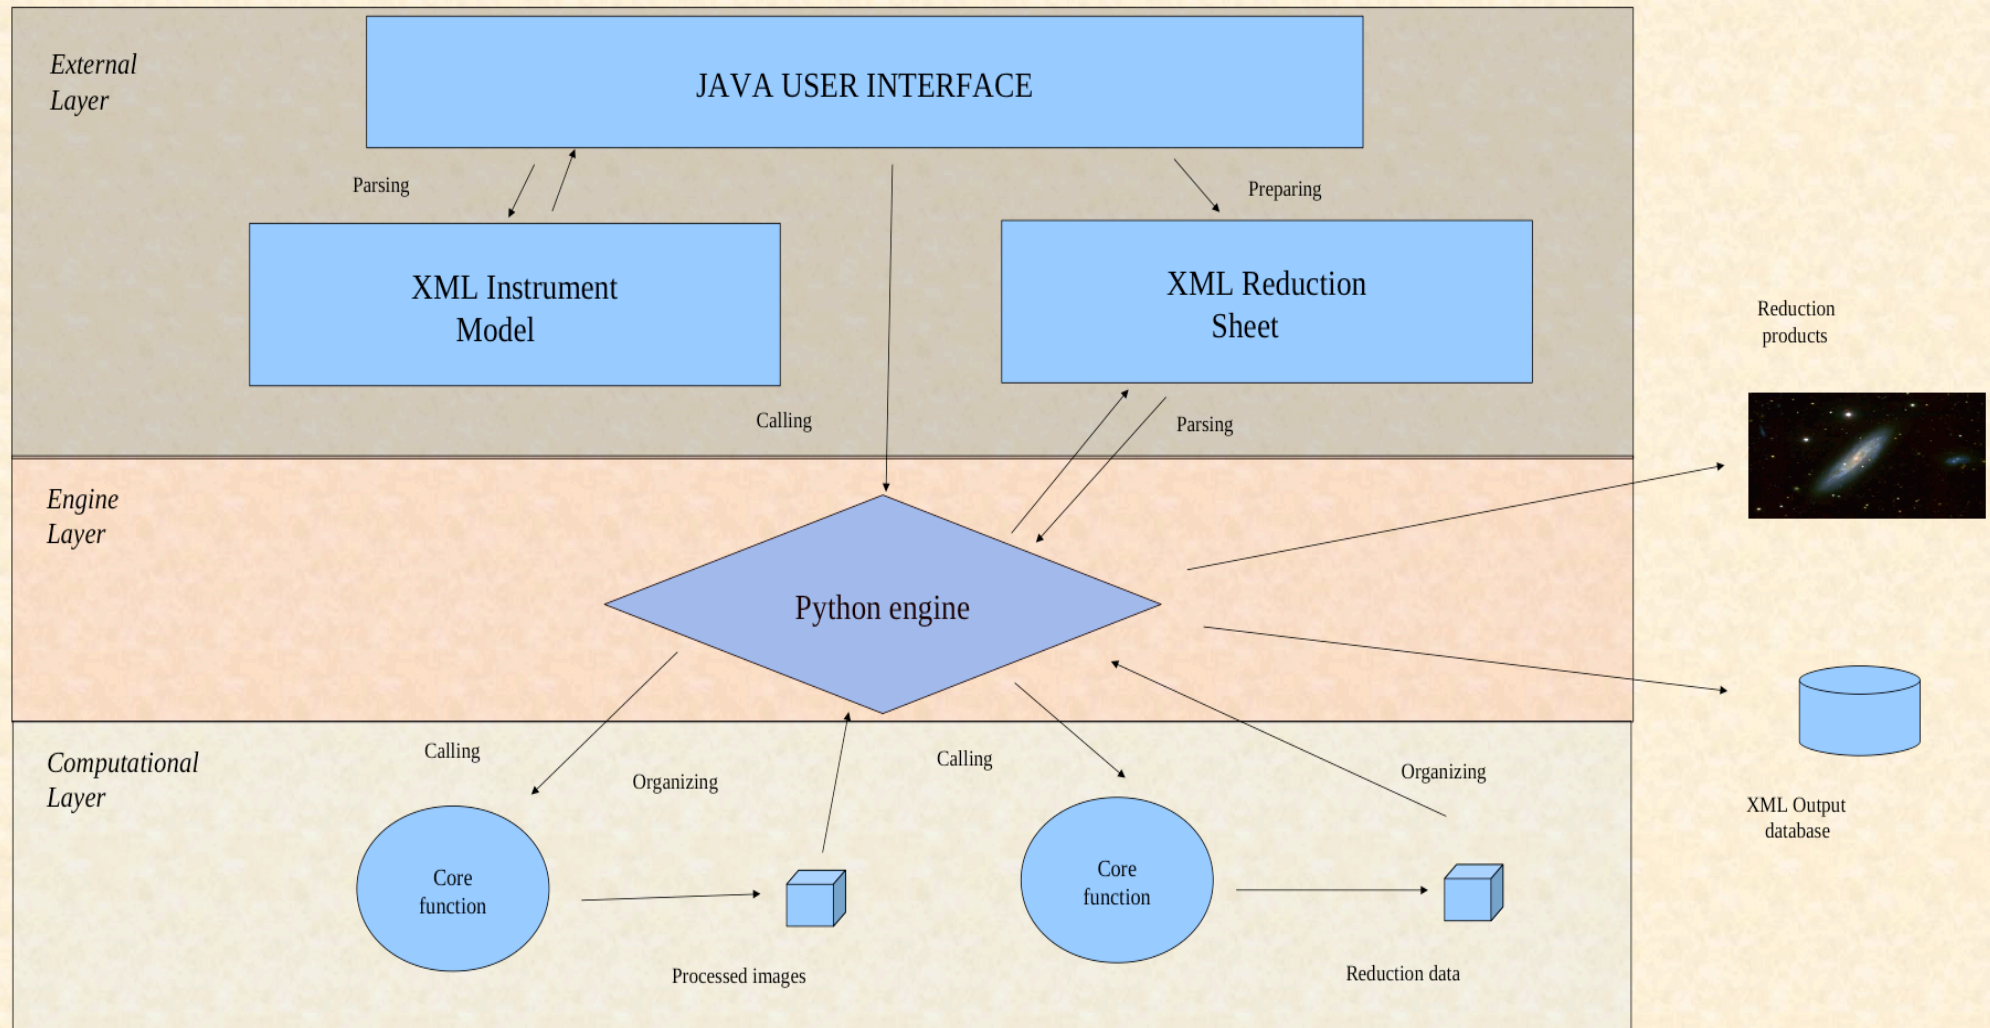 External
Layer
JAVA USER INTERFACE
Parsing
Preparing
XML Instrument
Model
XML Reduction
Sheet
Reduction
products
Calling
Parsing
Engine
Layer
Python engine
Computational
Layer
Calling
Organizing
Calling
Organizing
XML Output
database
Core
function
Core
function
Processed images
Reduction data